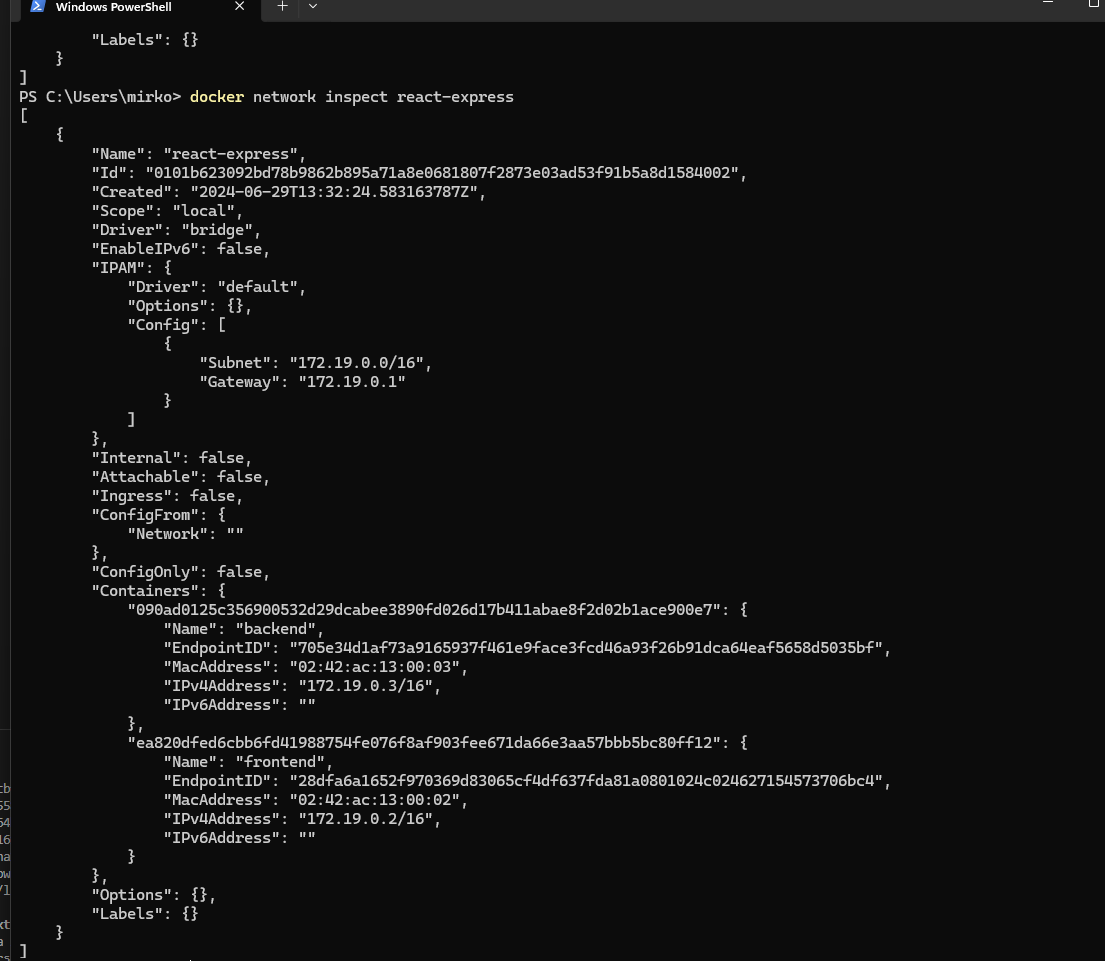 Windows PowerShell
"Labels": {}
}
]
PS C:\Users\mirko> docker network inspect react-express
[
{
"Name": "react-express",
"Id": "0101b623092bd78b9862b895a71a8e0681807f2873e03ad53f91b5a8d1584002",
"Created": "2024-06-29T13:32:24.583163787Z",
"Scope": "local",
"Driver": "bridge",
"EnableIPv6": false,
"IPAM": {
"Driver": "default",
"Options": {},
"Config": [
{
"Subnet": "172.19.0.0/16",
"Gateway": "172.19.0.1"
}
]
},
"Internal": false,
"Attachable": false,
"Ingress": false,
"ConfigFrom": {
"Network": ""
},
"ConfigOnly": false,
"Containers": {
"090ad0125c356900532d29dcabee3890fd026d17b411abae8f2d02b1ace900e7": {
"Name": "backend",
"EndpointID": "705e34d1af73a9165937f461e9face3fcd46a93f26b91dca64eaf5658d5035bf",
"MacAddress": "02:42:ac:13:00:03",
"IPv4Address": "172.19.0.3/16",
"IPv6Address": ""
},
"ea820dfed6cbb6fd41988754fe076f8af903fee671da66e3aa57bbb5bc80ff12": {
"Name": "frontend",
"EndpointID": "28dfa6a1652f970369d83065cf4df637fda81a0801024c024627154573706bc4",
"MacAddress": "02:42:ac:13:00:02",
"IPv4Address": "172.19.0.2/16",
"IPv6Address": ""
}
},
"Options": {},
"Labels": {}
}
]